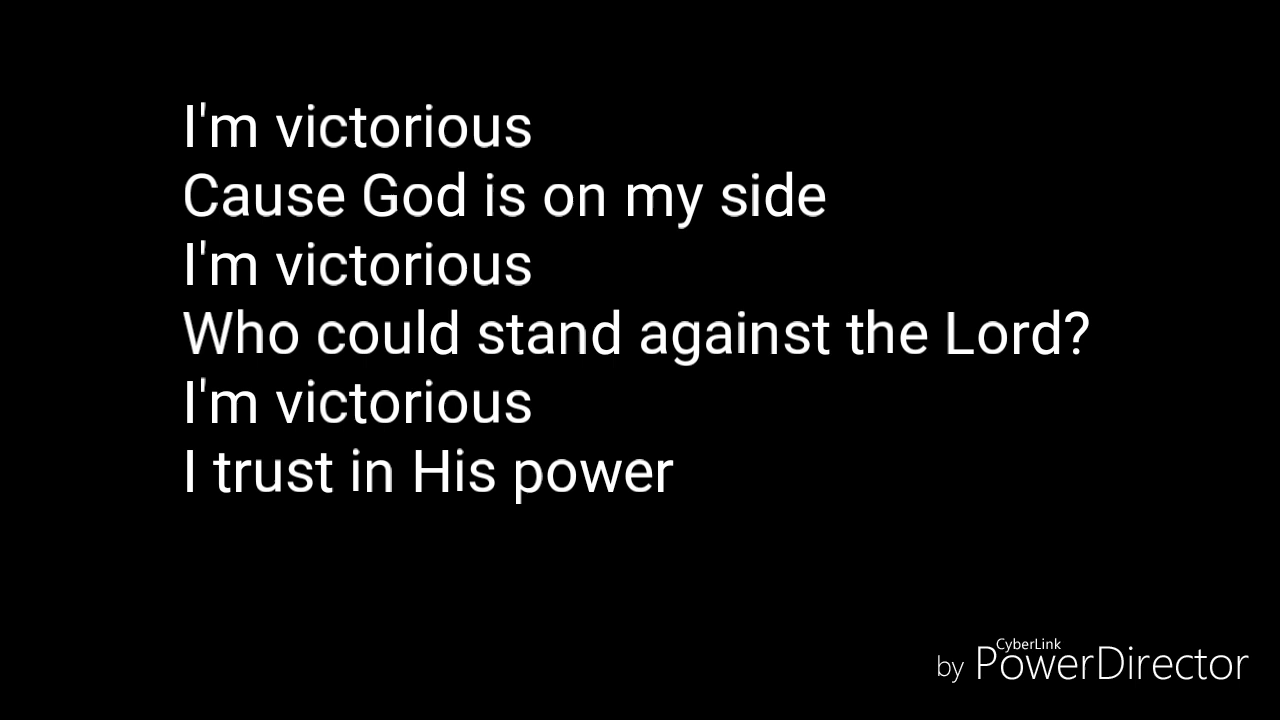 I'm victorious
Cause God is on my side
I'm victorious
Who could stand against the Lord?
I'm victorious
I trust in His power
CyberLink
by PowerDirector